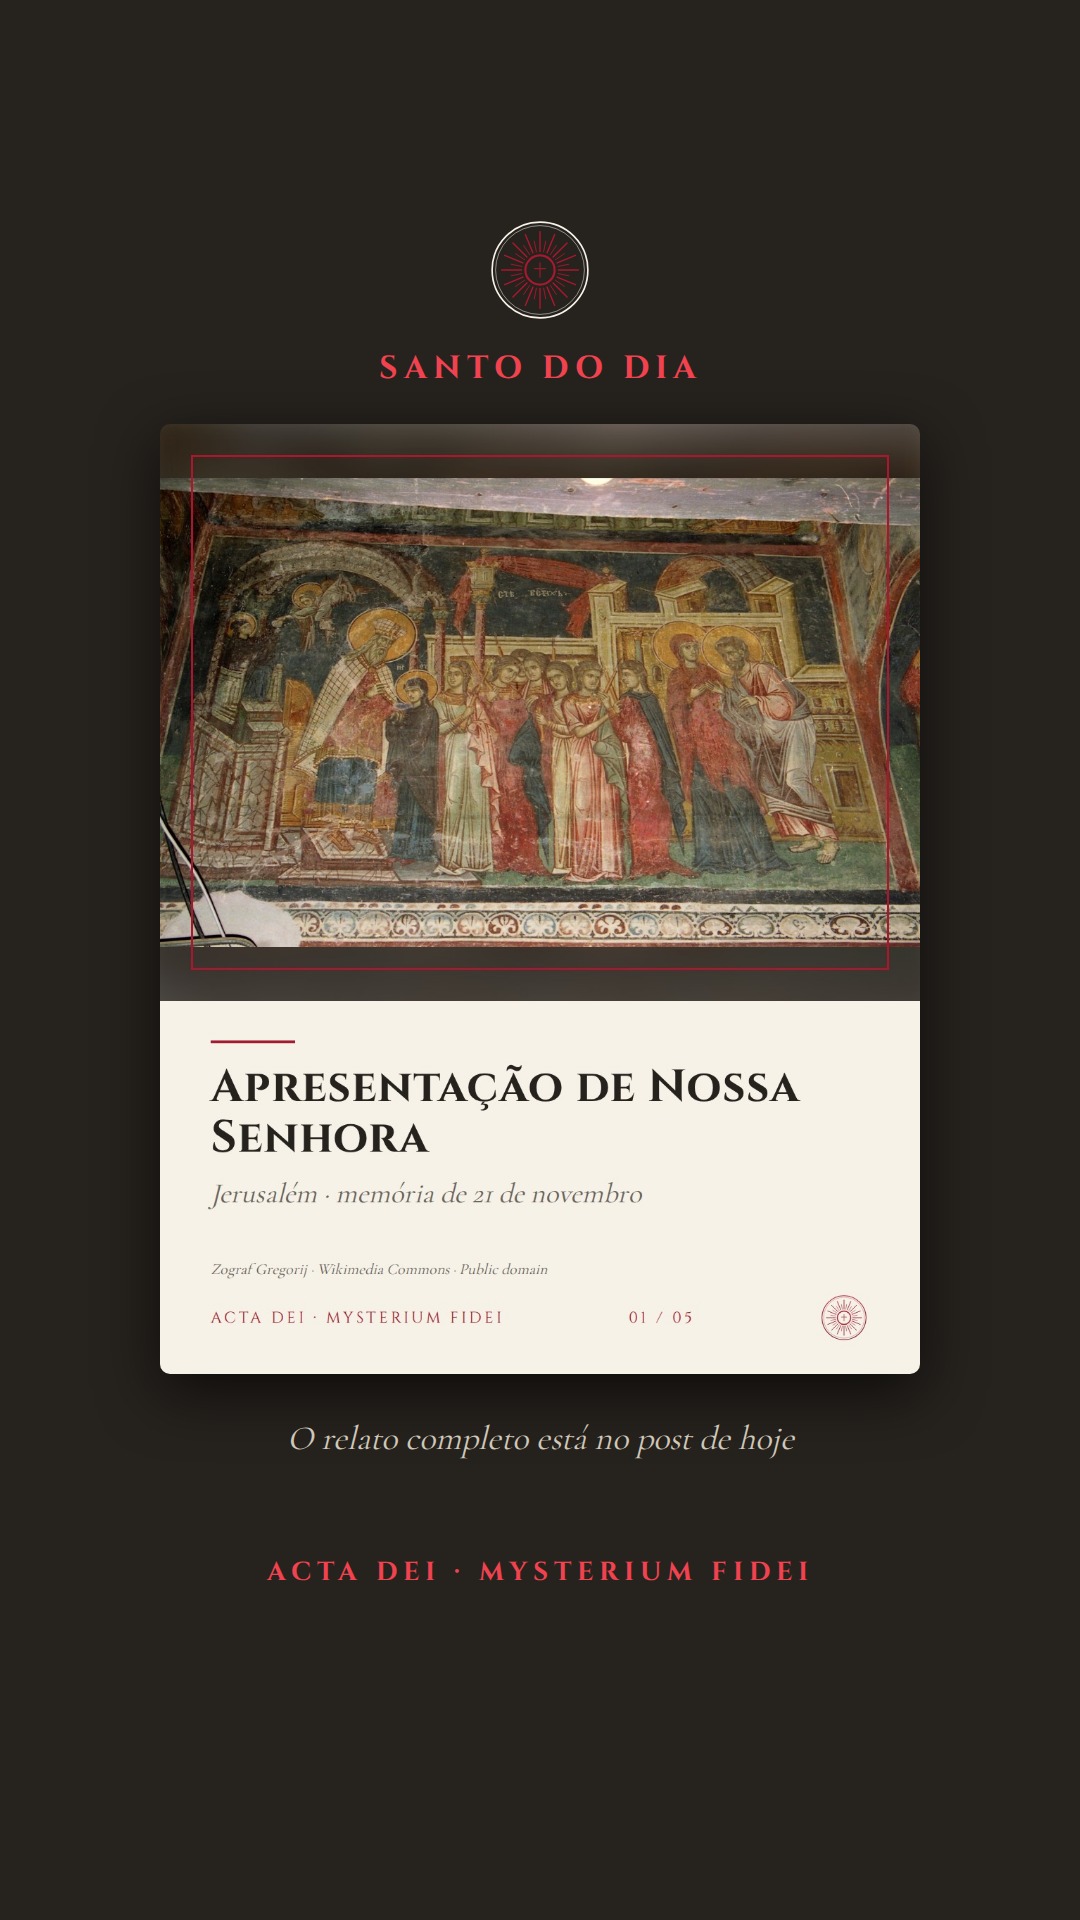 SANTO DO DIA
APRESENTAÇÃO DE NOSSA
SENHORA
Jerusalém · memória de 21 de novembro
Zograf Gregorij · Wikimedia Commons · Public domain
ACTA DEI · MYSTERIUM FIDEI 01 / 05
O relato completo está no post de hoje
ACTA DEI · MYSTERIUM FIDEI